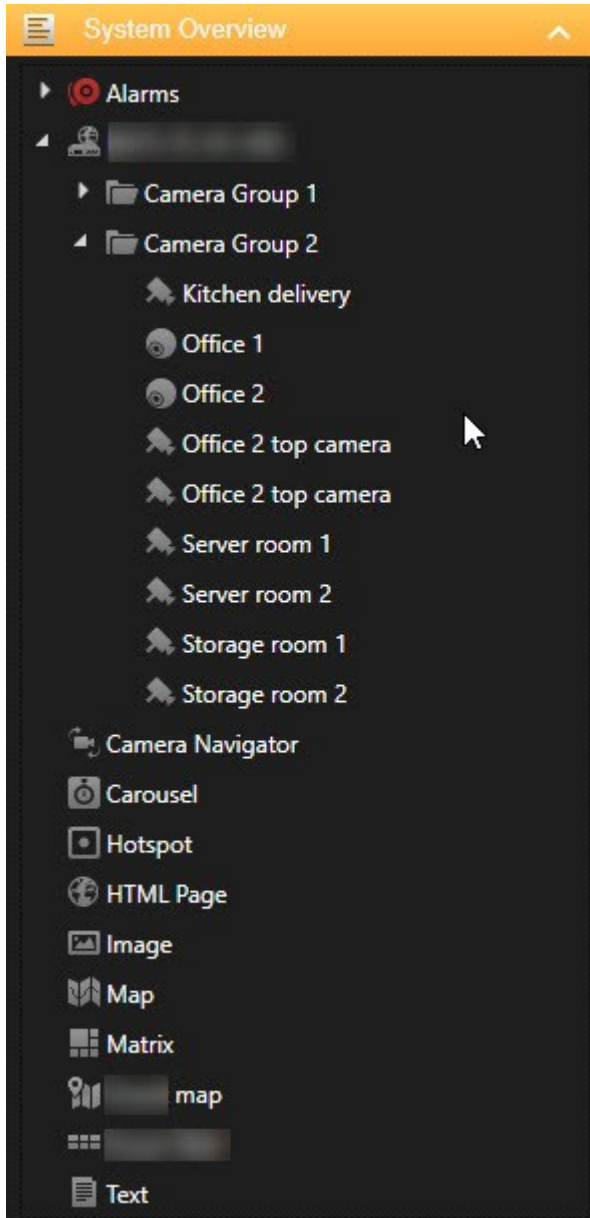 System Overview
Alarms
Camera Group 1
Camera Group 2
Kitchen delivery
Office 1
Office 2
Office 2 top camera
Office 2 top camera
Server room 1
Server room 2
Storage room 1
Storage room 2
Camera Navigator
Carousel
Hotspot
HTML Page
Image
Map
Matrix
map
Text